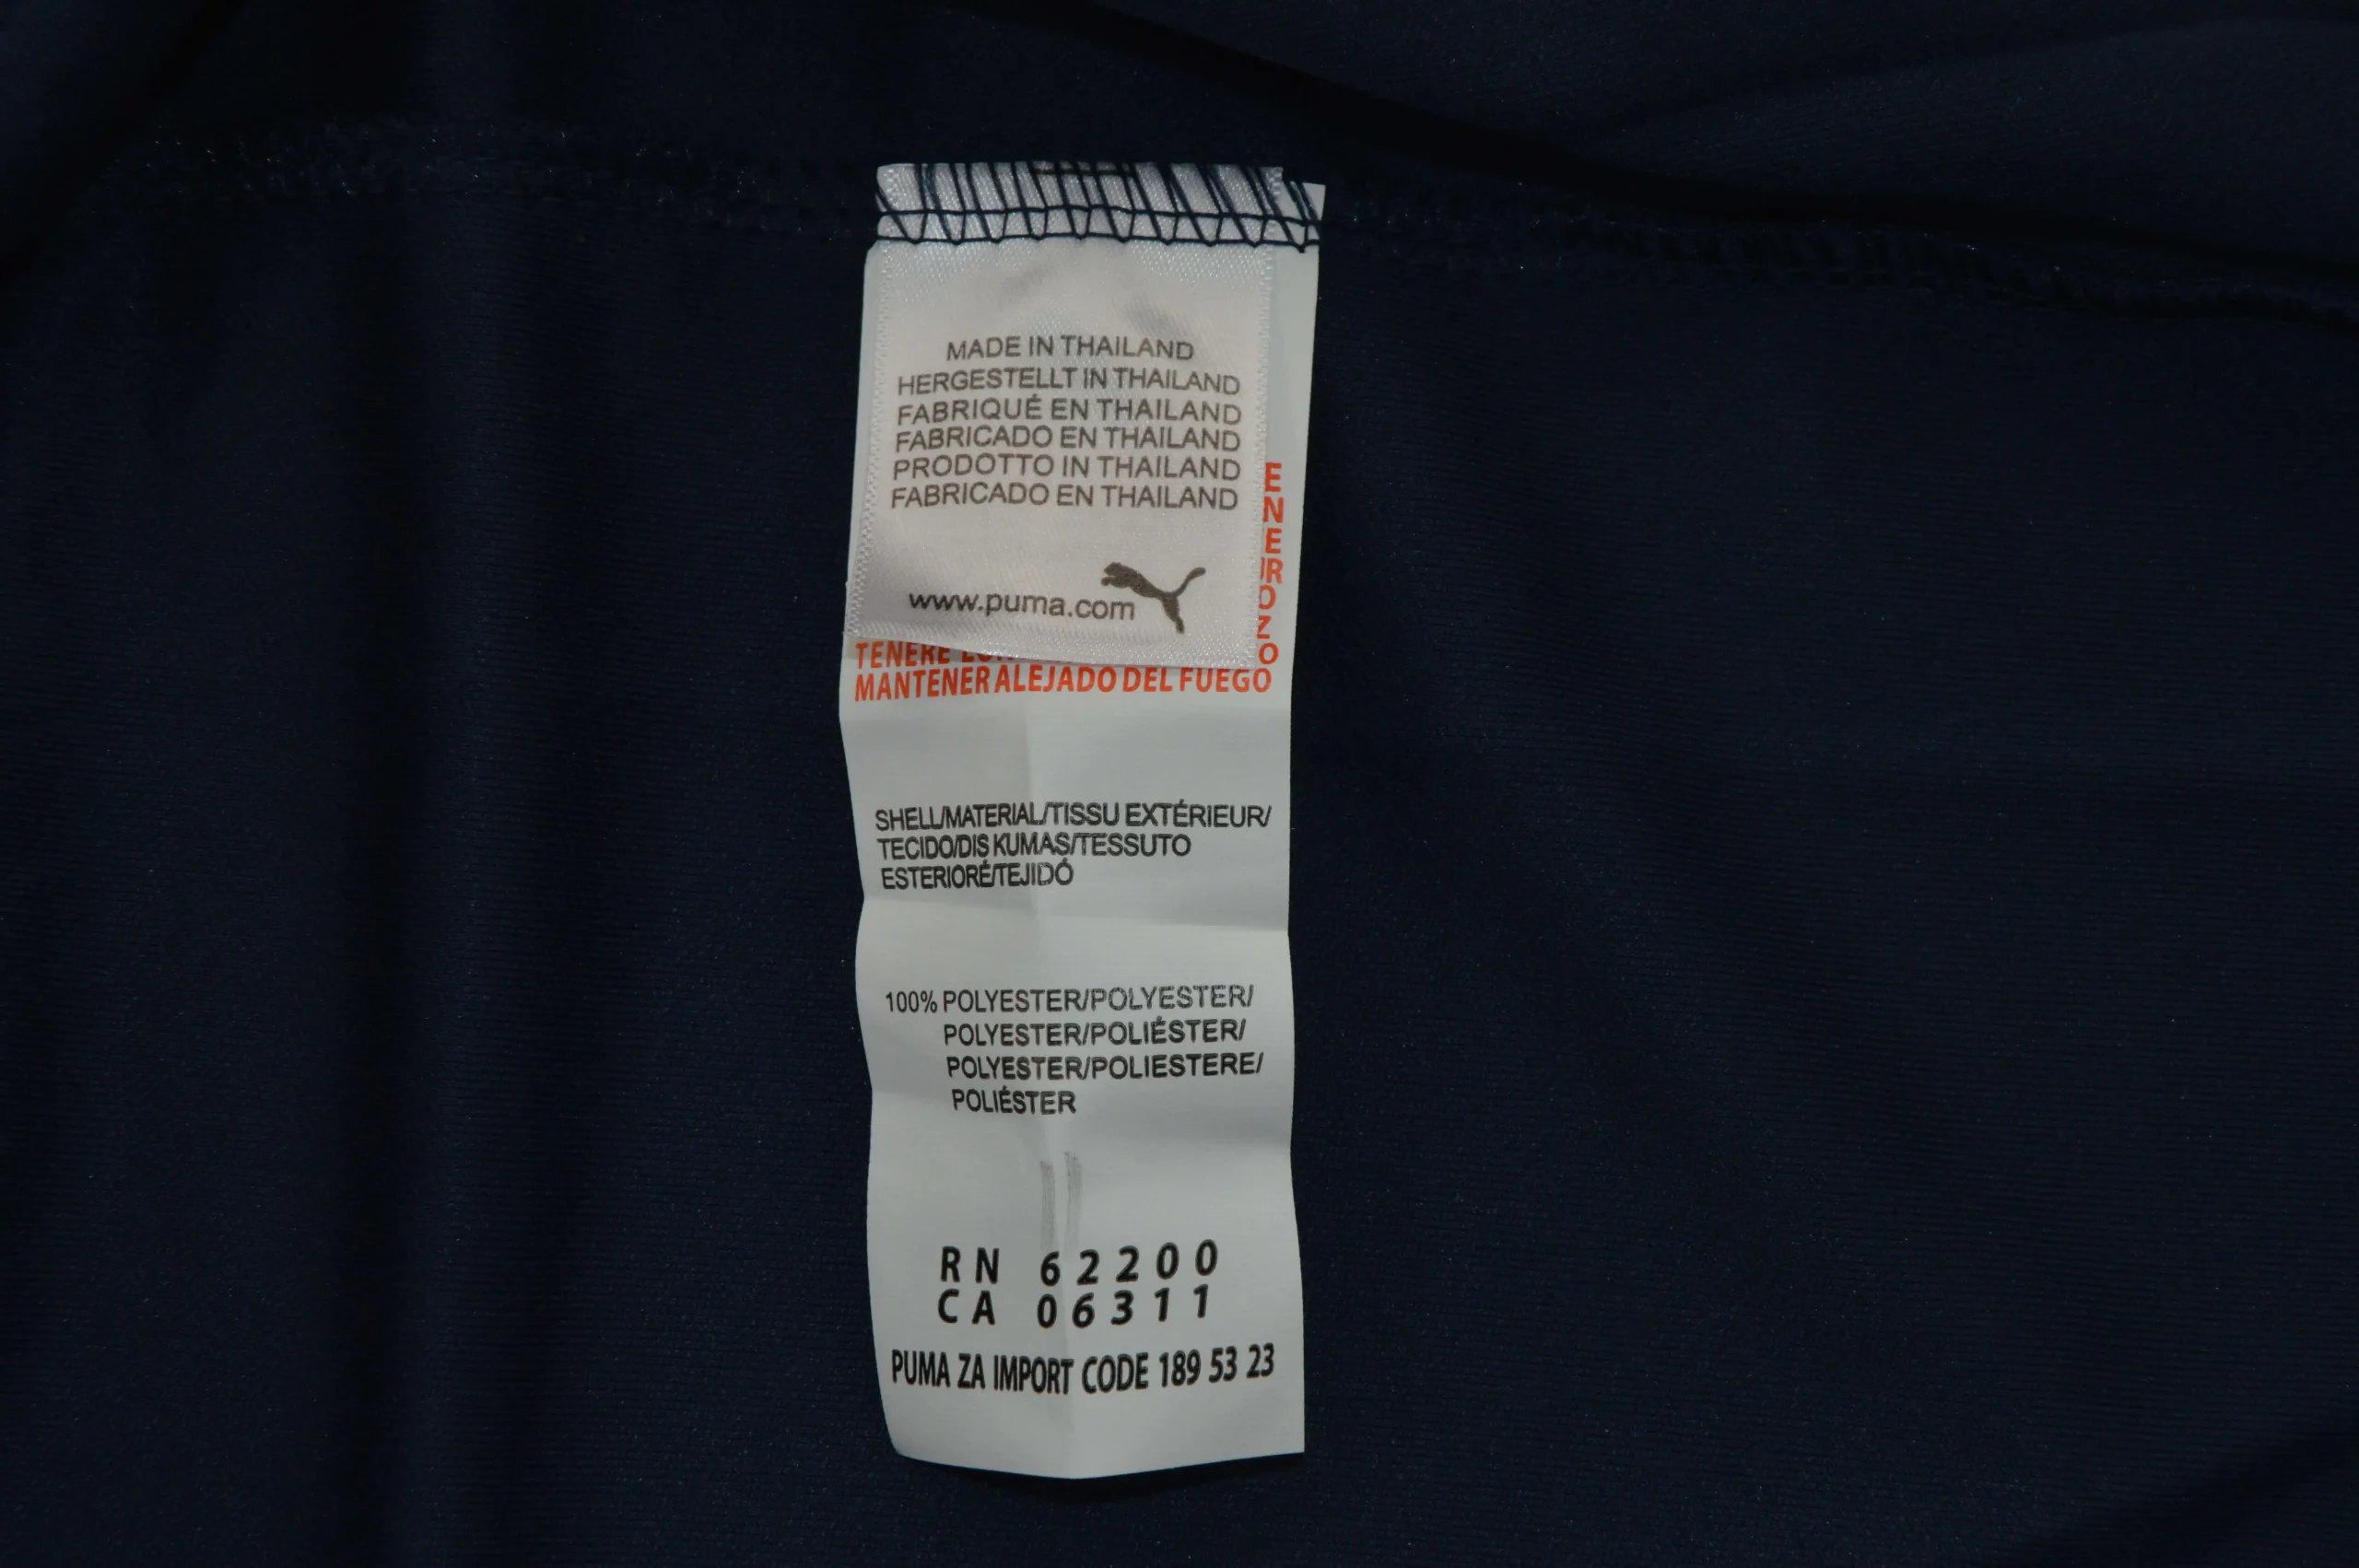 MADE IN THAILAND
HERGESTELLT IN THAILAND
FABRIQUÉ EN THAILAND
FABRICADO EN THAILAND
PRODOTTO IN THAILAND
FABRICADO EN THAILAND
www.puma.com
TENERE
MANTENER ALEJADO DEL FUEGO
SHELL/MATERIAL/TISSU EXTÉRIEUR/
TECIDO/DIS KUMAS/TESSUTO
ESTERIORÉ/TEJIDÓ
100% POLYESTER/POLYESTER/
POLYESTER/POLIÉSTER/
POLYESTER/POLIESTERE/
POLIÉSTER
RN 62200
CA 06311
PUMA ZA IMPORT CODE 189 53 23